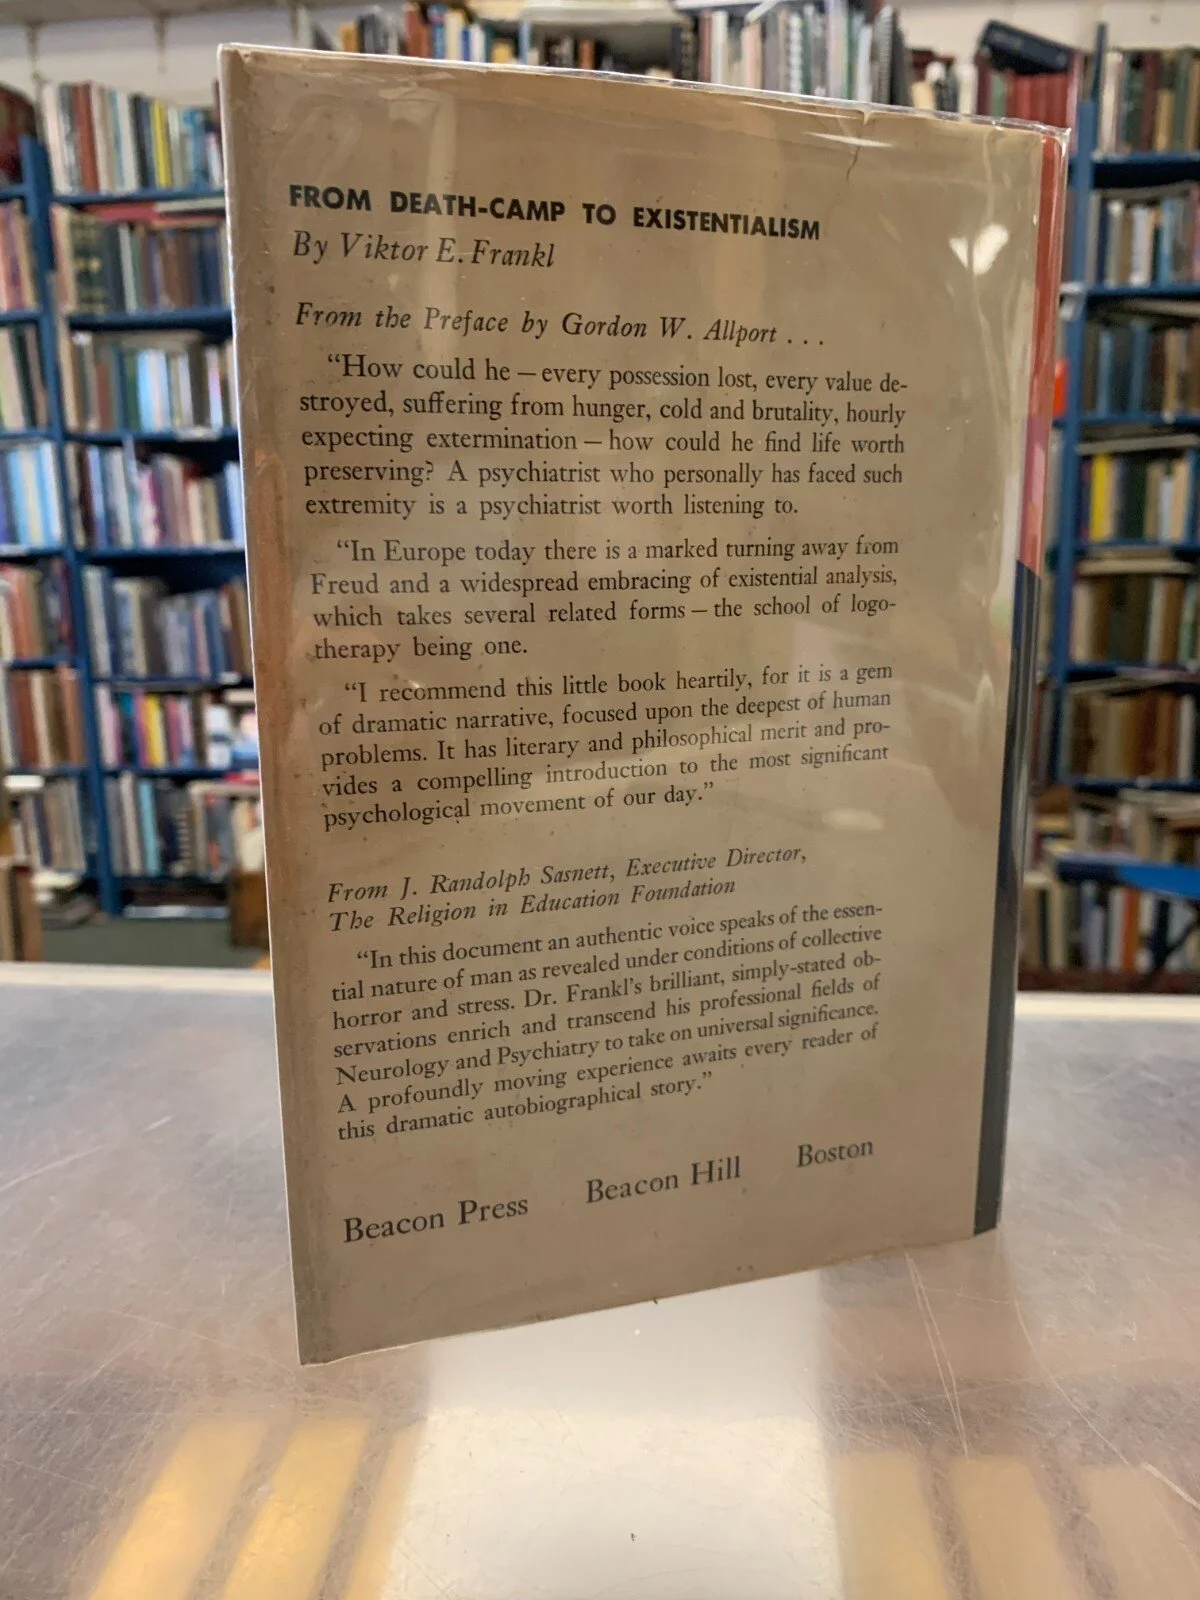 FROM DEATH-CAMP TO EXISTENTIALISM
By Viktor E. Frankl
From the Preface by Gordon W. Allport . . .
“How could he — every possession lost, every value de-
stroyed, suffering from hunger, cold and brutality, hourly
expecting extermination — how could he find life worth
preserving? A psychiatrist who personally has faced such
extremity is a psychiatrist worth listening to.
“In Europe today there is a marked turning away from
Freud and a widespread embracing of existential analysis,
which takes several related forms — the school of logo-
therapy being one.
“I recommend this little book heartily, for it is a gem
of dramatic narrative, focused upon the deepest of human
problems. It has literary and philosophical merit and pro-
vides a compelling introduction to the most significant
psychological movement of our day.”
From J. Randolph Sasnett, Executive Director,
The Religion in Education Foundation
“In this document an authentic voice speaks of the essen-
tial nature of man as revealed under conditions of collective
horror and stress. Dr. Frankl’s brilliant, simply-stated ob-
servations enrich and transcend his professional fields of
Neurology and Psychiatry to take on universal significance.
A profoundly moving experience awaits every reader of
this dramatic autobiographical story.”
Beacon Press Beacon Hill Boston